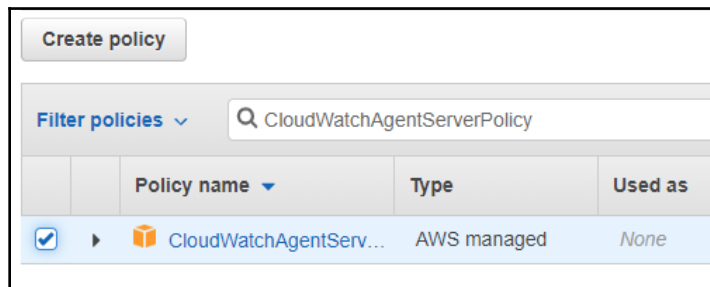 Create policy
Filter policies CloudWatchAgentServerPolicy
Policy name Type Used as
CloudWatchAgentServ... AWS managed None